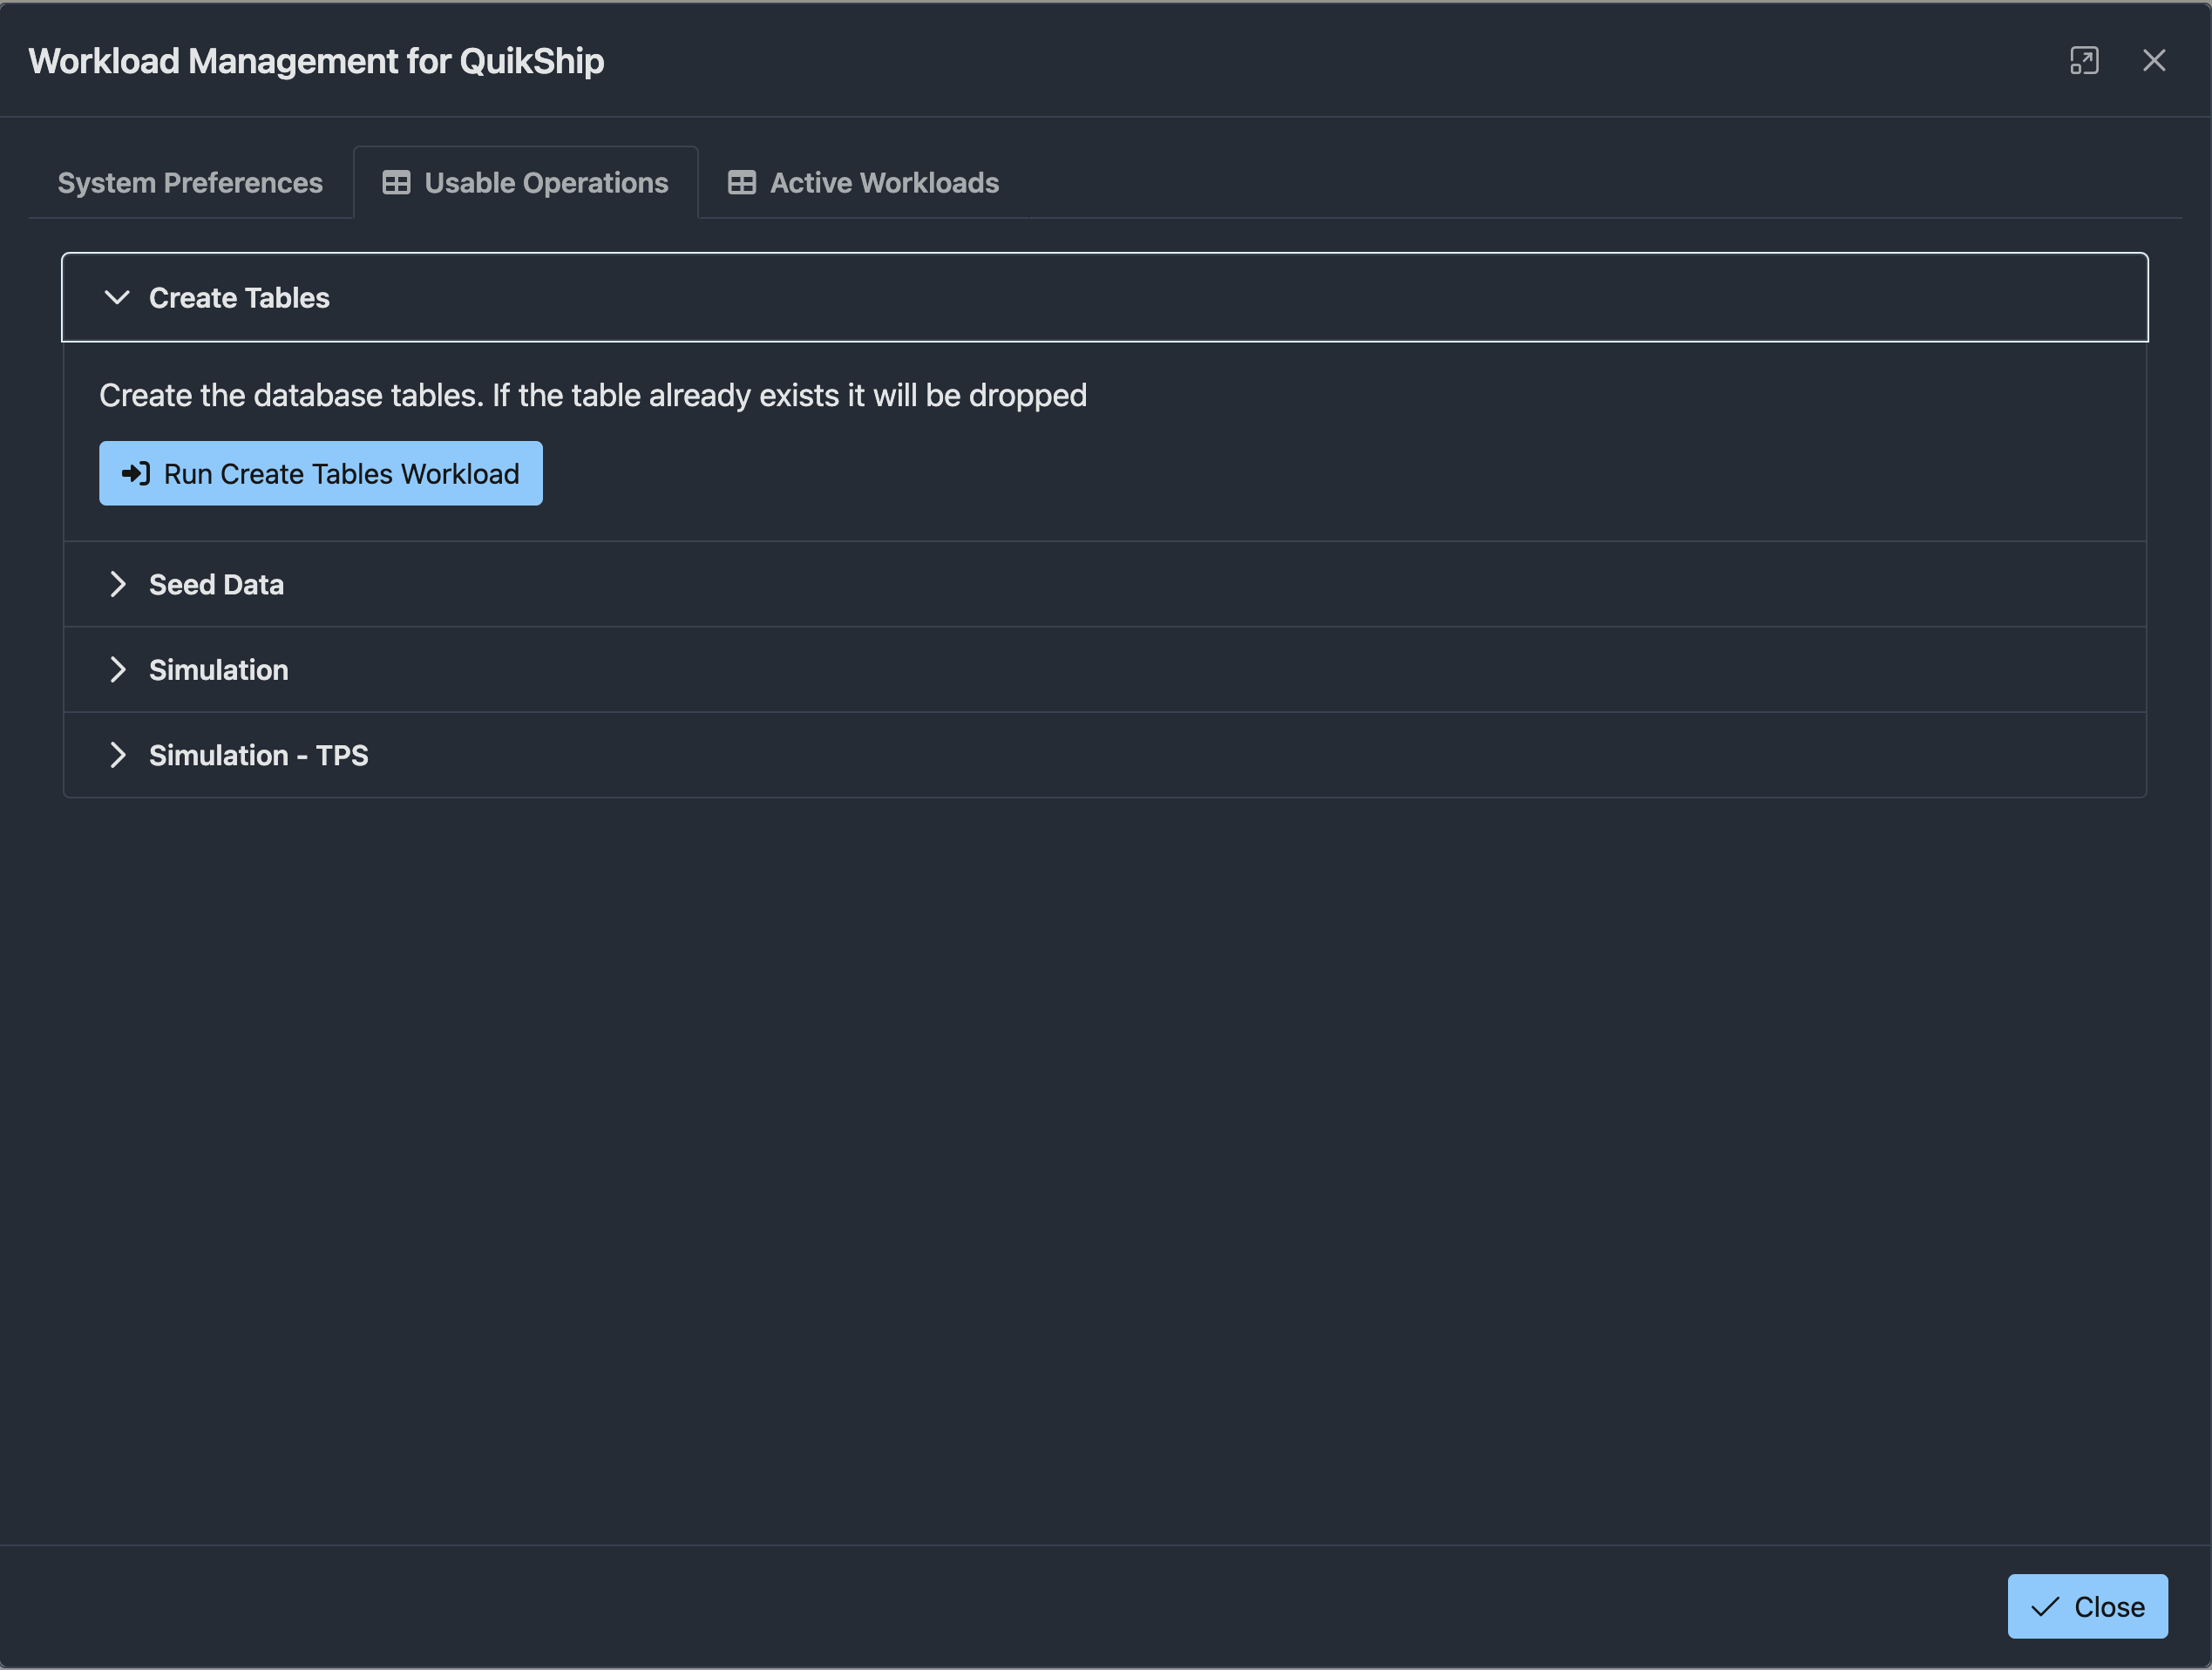 Workload Management for QuikShip
System Preferences
Usable Operations
Active Workloads
Create Tables
Create the database tables. If the table already exists it will be dropped
Run Create Tables Workload
Seed Data
Simulation
Simulation - TPS
Close